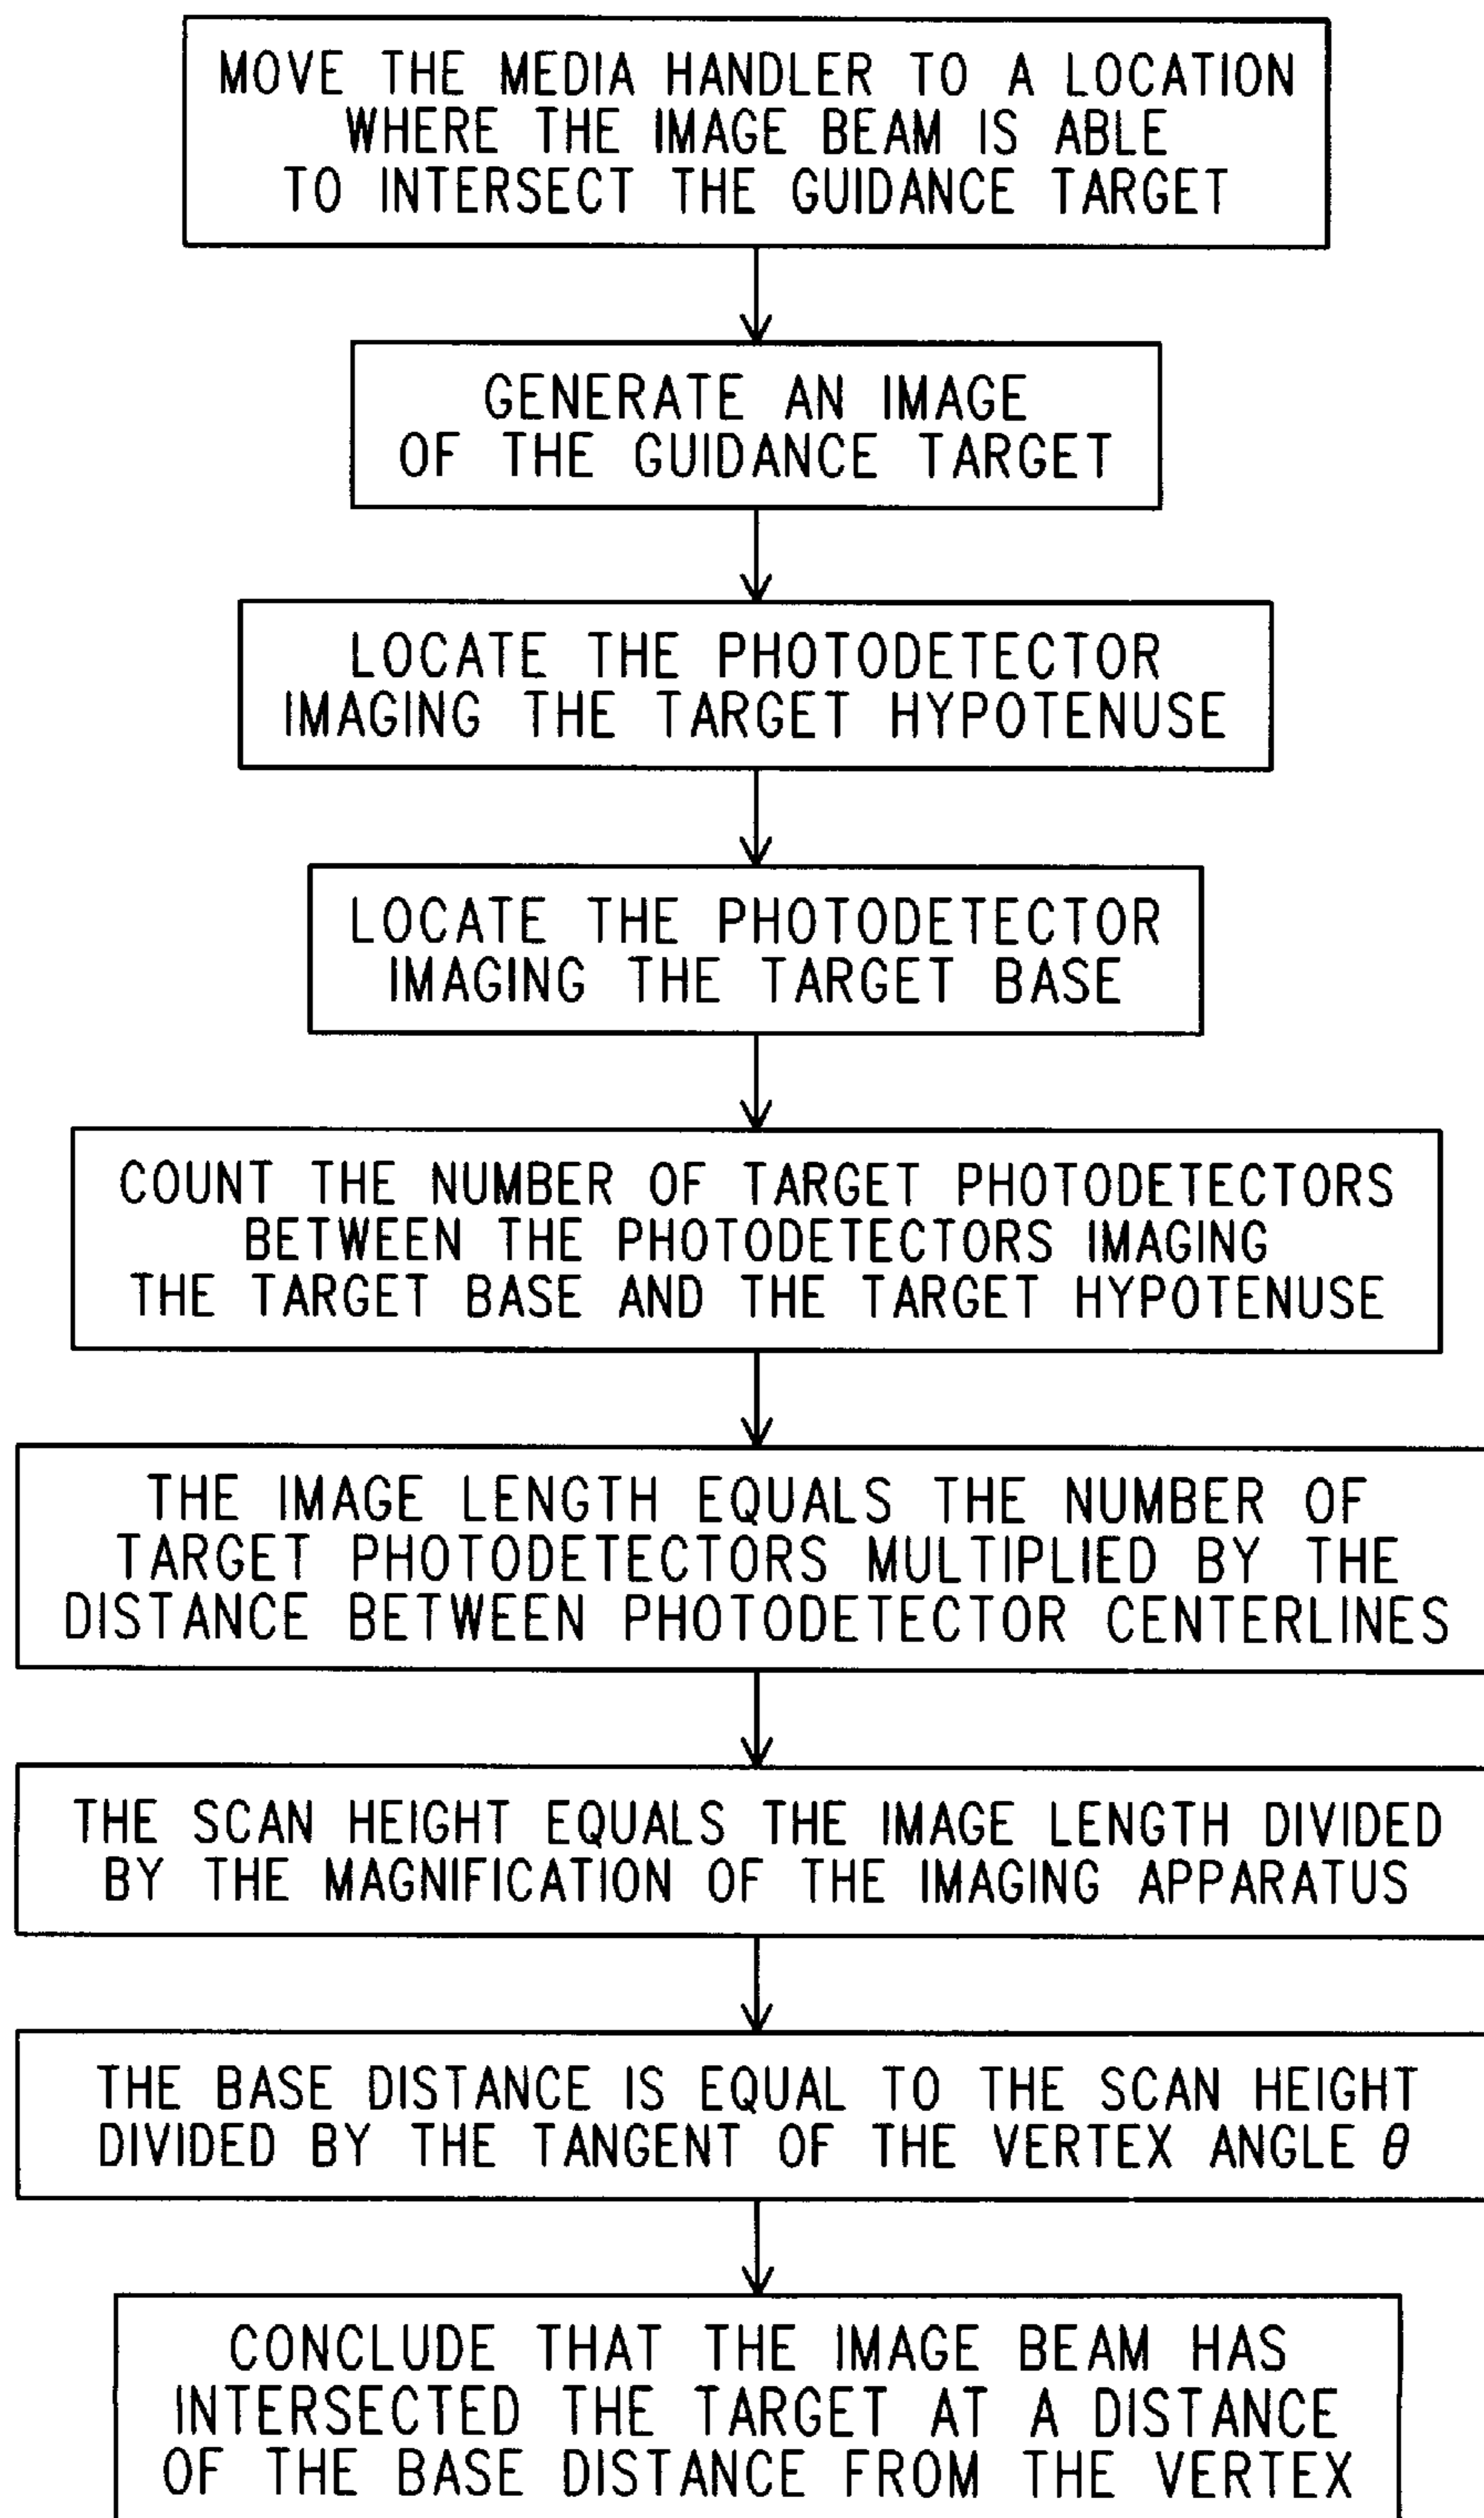 MOVE THE MEDIA HANDLER TO A LOCATION
WHERE THE IMAGE BEAM IS ABLE
TO INTERSECT THE GUIDANCE TARGET
GENERATE AN IMAGE
OF THE GUIDANCE TARGET
LOCATE THE PHOTODETECTOR
IMAGING THE TARGET HYPOTENUSE
LOCATE THE PHOTODETECTOR
IMAGING THE TARGET BASE
COUNT THE NUMBER OF TARGET PHOTODETECTORS
BETWEEN THE PHOTODETECTORS IMAGING
THE TARGET BASE AND THE TARGET HYPOTENUSE
THE IMAGE LENGTH EQUALS THE NUMBER OF
TARGET PHOTODETECTORS MULTIPLIED BY THE
DISTANCE BETWEEN PHOTODETECTOR CENTERLINES
THE SCAN HEIGHT EQUALS THE IMAGE LENGTH DIVIDED
BY THE MAGNIFICATION OF THE IMAGING APPARATUS
THE BASE DISTANCE IS EQUAL TO THE SCAN HEIGHT
DIVIDED BY THE TANGENT OF THE VERTEX ANGLE θ
CONCLUDE THAT THE IMAGE BEAM HAS
INTERSECTED THE TARGET AT A DISTANCE
OF THE BASE DISTANCE FROM THE VERTEX